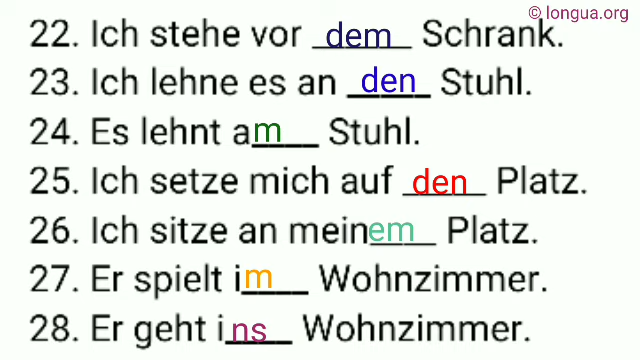 © longua.org
22. Ich stehe vor dem Schrank.
23. Ich lehne es an den Stuhl.
24. Es lehnt am Stuhl.
25. Ich setze mich auf den Platz.
26. Ich sitze an meinem Platz.
27. Er spielt im Wohnzimmer.
28. Er geht ins Wohnzimmer.